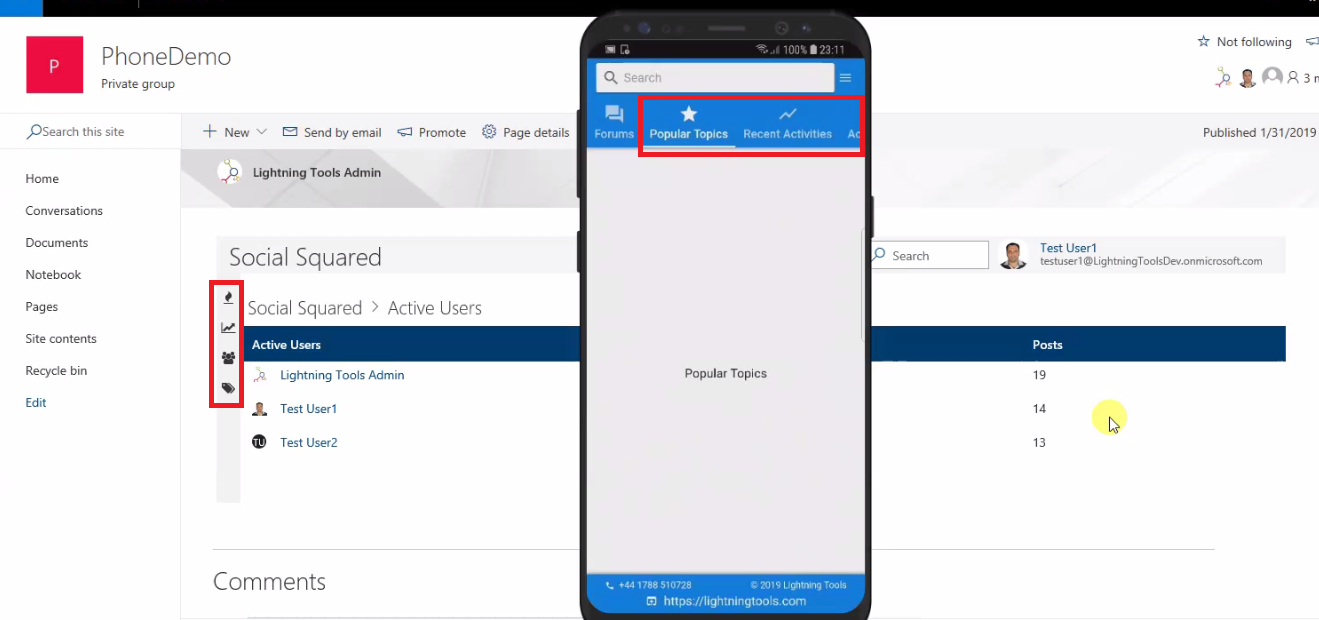 P
PhoneDemo
Private group
Not following
3
Search this site
New
Send by email
Promote
Page details
Published 1/31/2019
Home
Conversations
Documents
Notebook
Pages
Site contents
Recycle bin
Edit
Lightning Tools Admin
Social Squared
Search
Test User1
testuser1@LightningToolsDev.onmicrosoft.com
Social Squared > Active Users
Active Users
Posts
Lightning Tools Admin
19
Test User1
14
TU
Test User2
13
Comments
100%
23:11
Search
Forums
Popular Topics
Recent Activities
Ac
Popular Topics
+44 1788 510728
© 2019 Lightning Tools
https://lightningtools.com